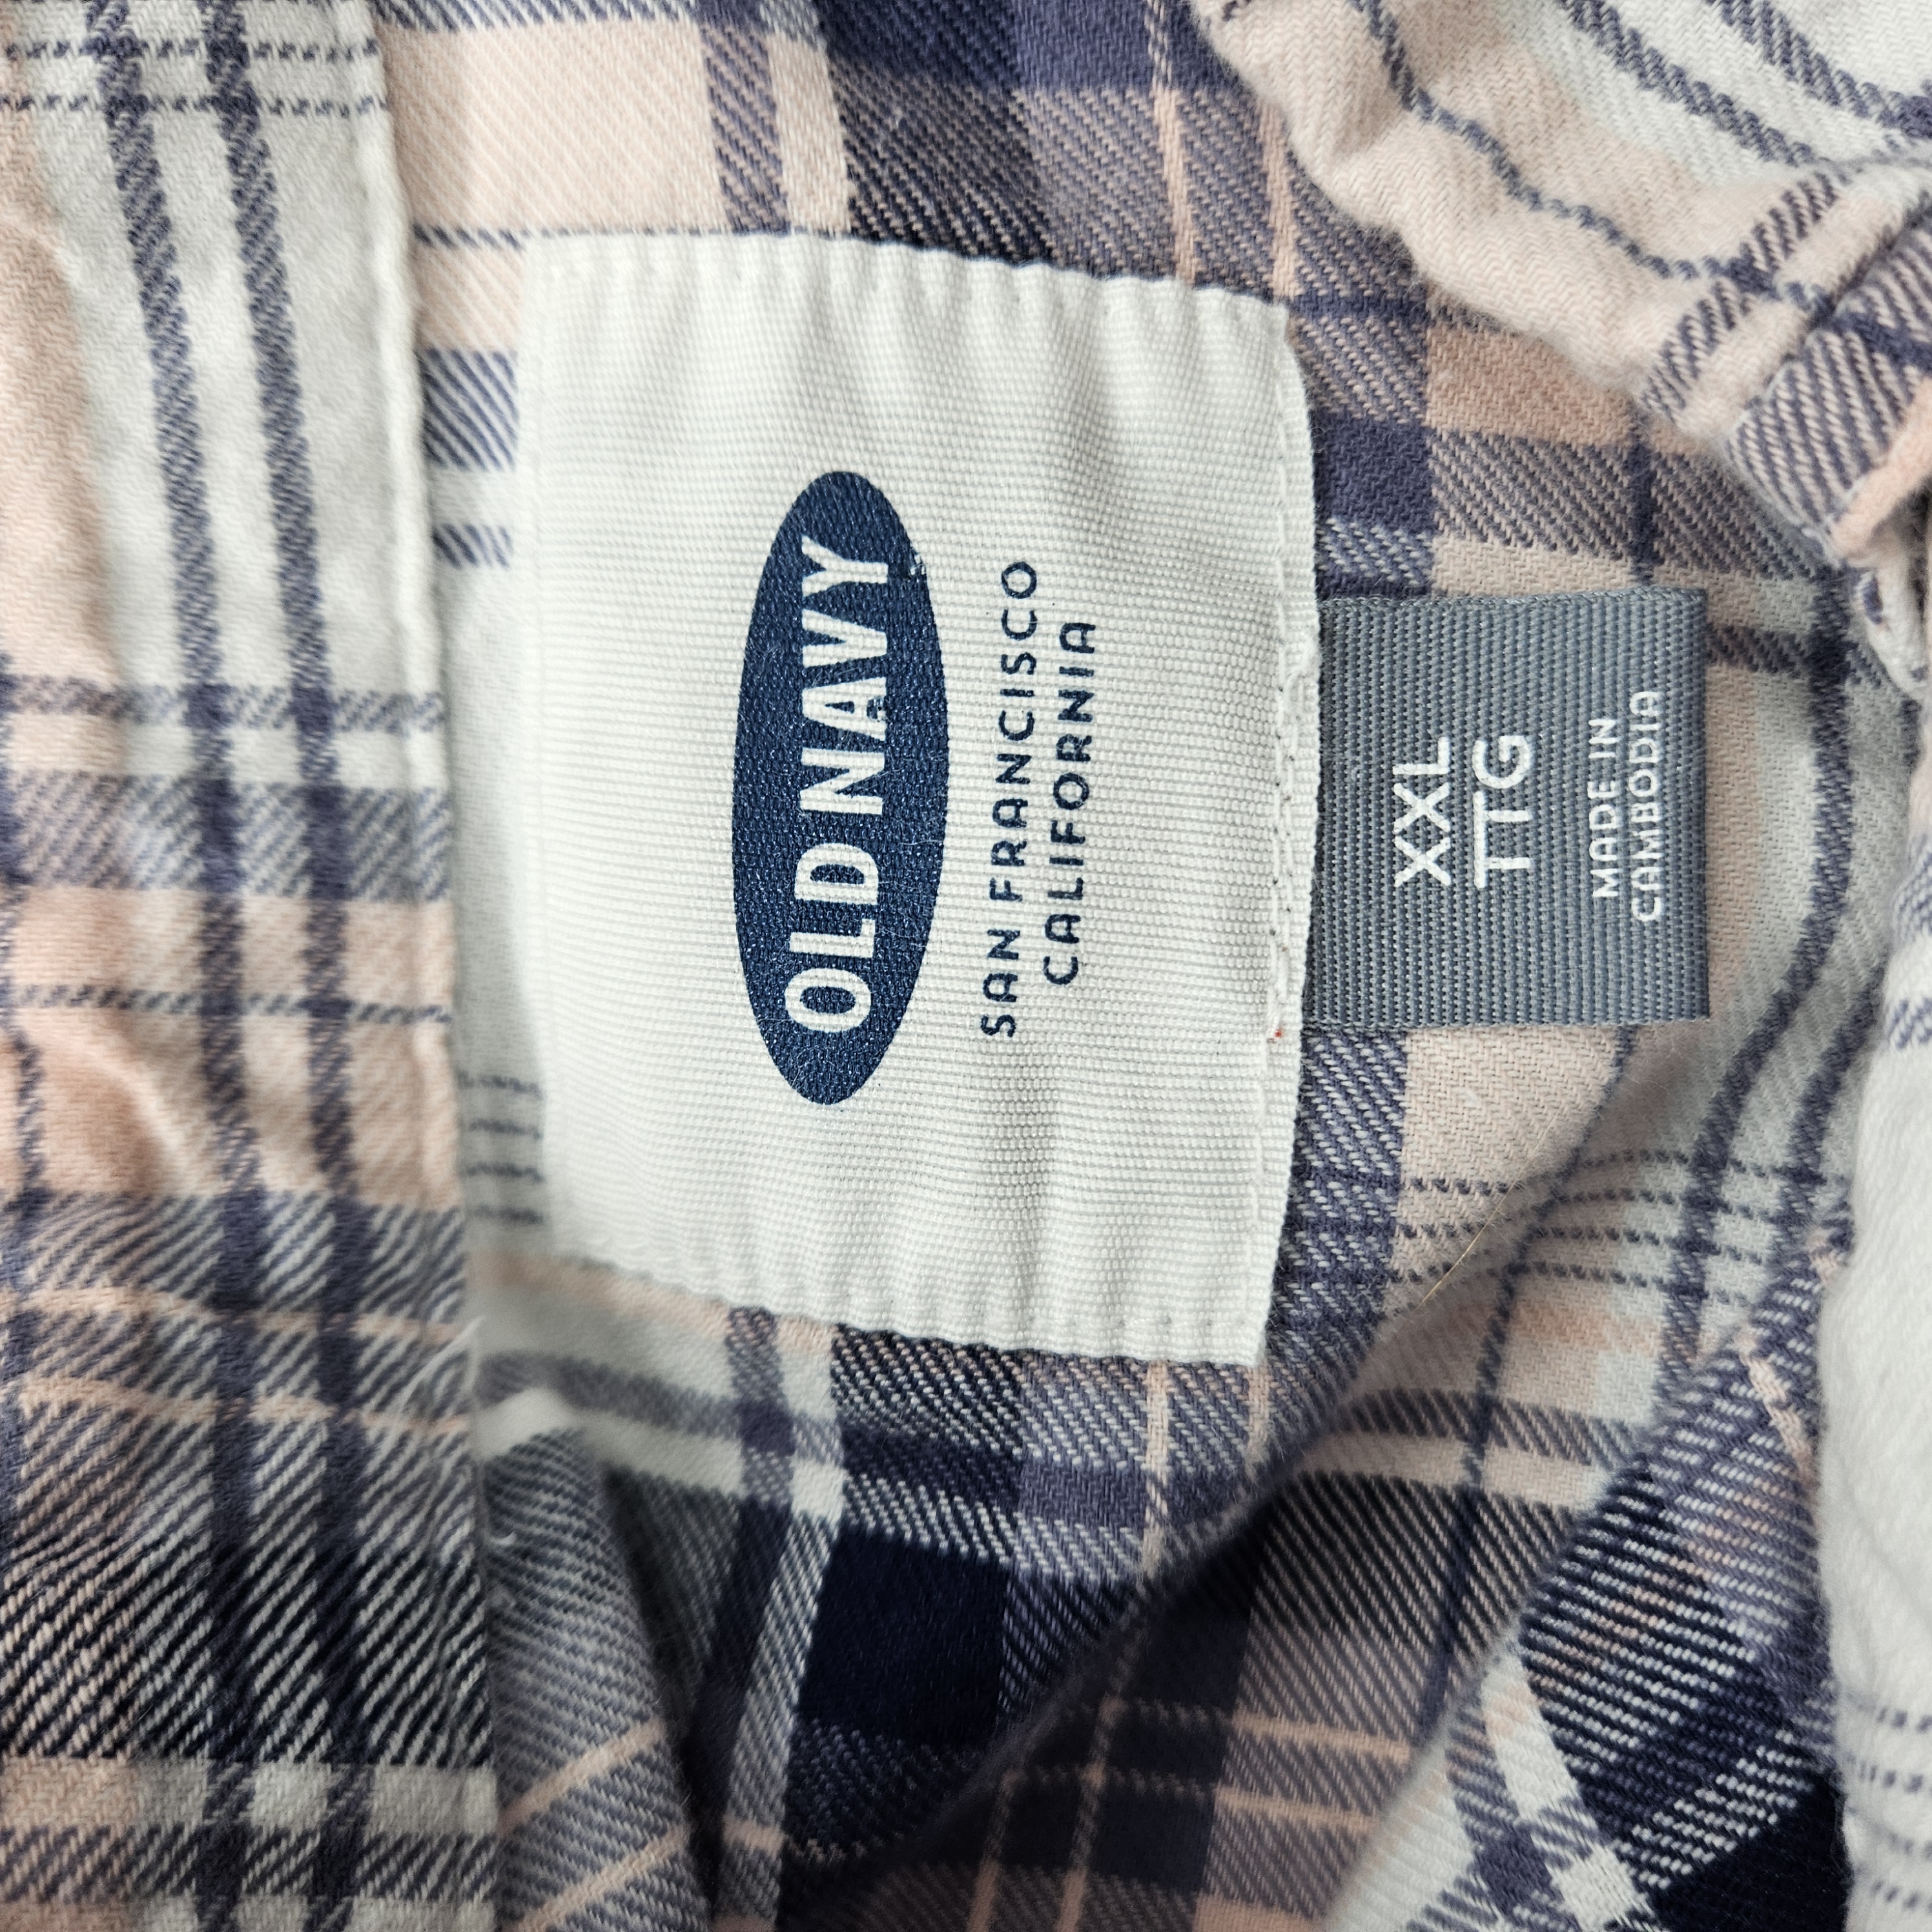 OLD NAVY
SAN FRANCISCO
CALIFORNIA
XXL
TTG
MADE IN
CAMBODIA